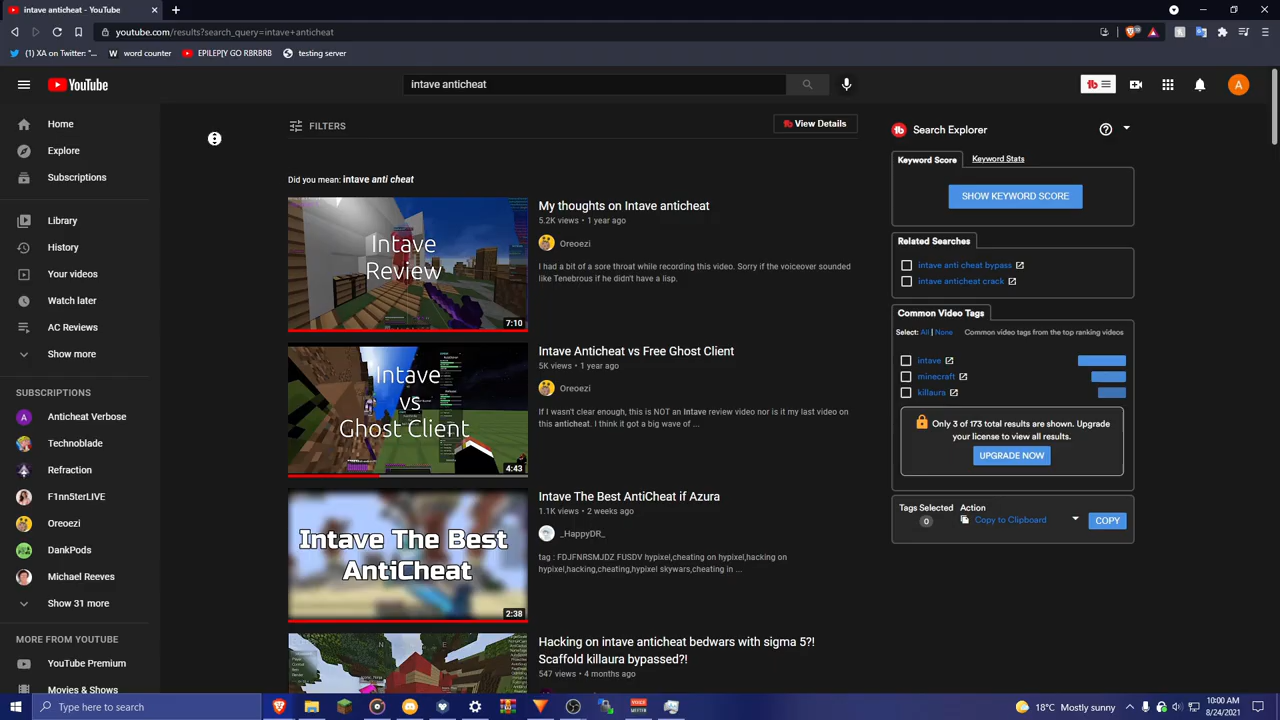 intave anticheat - YouTube
youtube.com/results?search_query=intave+anticheat
(1) XA on Twitter: "...
W word counter
EPILEP[Y GO RBRBRB
testing server
YouTube
intave anticheat
A
Home
Explore
Subscriptions
Library
History
Your videos
Watch later
AC Reviews
Show more
SUBSCRIPTIONS
A Anticheat Verbose
Technoblade
Refraction
F1nn5terLIVE
Oreoezi
DankPods
Michael Reeves
Show 31 more
MORE FROM YOUTUBE
YouTube Premium
Movies & Shows
FILTERS
View Details
Did you mean: intave anti cheat
Intave
Review
7:10
My thoughts on Intave anticheat
5.2K views • 1 year ago
Oreoezi
I had a bit of a sore throat while recording this video. Sorry if the voiceover sounded
like Tenebrous if he didn't have a lisp.
Intave
vs
Ghost Client
4:43
Intave Anticheat vs Free Ghost Client
5K views • 1 year ago
Oreoezi
If I wasn't clear enough, this is NOT an Intave review video nor is it my last video on
this anticheat. I think it got a big wave of ...
Intave The Best
AntiCheat
2:38
Intave The Best AntiCheat if Azura
1.1K views • 2 weeks ago
_HappyDR_
tag : FDJFNRSMJDZ FUSDV hypixel,cheating on hypixel,hacking on
hypixel,hacking,cheating,hypixel skywars,cheating in ...
Hacking on intave anticheat bedwars with sigma 5?!
Scaffold killaura bypassed?!
547 views • 4 months ago
Search Explorer
Keyword Score
Keyword Stats
SHOW KEYWORD SCORE
Related Searches
intave anti cheat bypass
intave anticheat crack
Common Video Tags
Select: All | None Common video tags from the top ranking videos
intave
minecraft
killaura
Only 3 of 173 total results are shown. Upgrade
your license to view all results.
UPGRADE NOW
Tags Selected
0
Action
Copy to Clipboard
COPY
Type here to search
18°C Mostly sunny
10:00 AM
8/24/2021